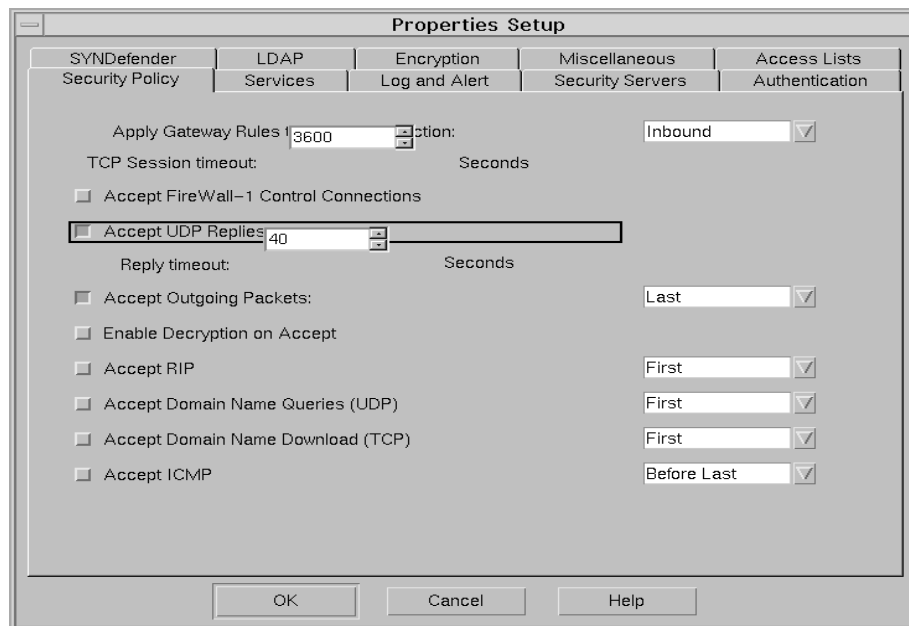 Properties Setup
SYNDefender LDAP Encryption Miscellaneous Access Lists
Security Policy Services Log and Alert Security Servers Authentication
Apply Gateway Rules 3600 Inbound
TCP Session timeout: Seconds
Accept FireWall-1 Control Connections
Accept UDP Replies 40
Reply timeout: Seconds
Accept Outgoing Packets: Last
Enable Decryption on Accept
Accept RIP First
Accept Domain Name Queries (UDP) First
Accept Domain Name Download (TCP) First
Accept ICMP Before Last
OK Cancel Help